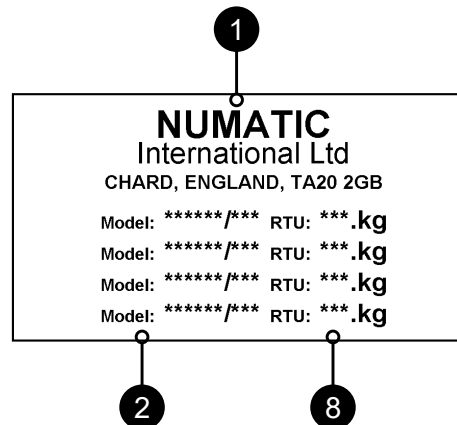 1
NUMATIC
International Ltd
CHARD, ENGLAND, TA20 2GB
Model: ******/*** RTU: ***.kg
Model: ******/*** RTU: ***.kg
Model: ******/*** RTU: ***.kg
Model: ******/*** RTU: ***.kg
2 8